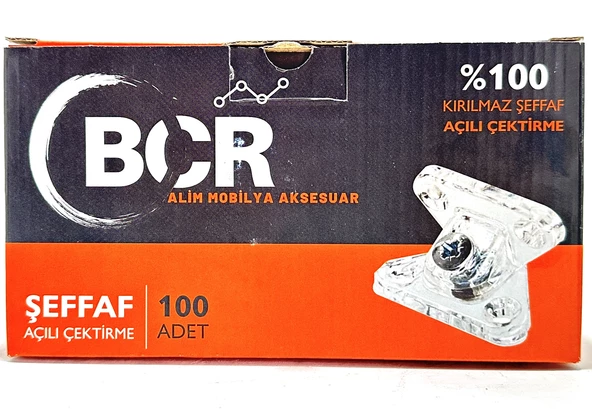 BCR
ALİM MOBİLYA AKSESUAR
%100
KIRILMAZ ŞEFFAF
AÇILI ÇEKTİRME
ŞEFFAF
AÇILI ÇEKTİRME
100
ADET